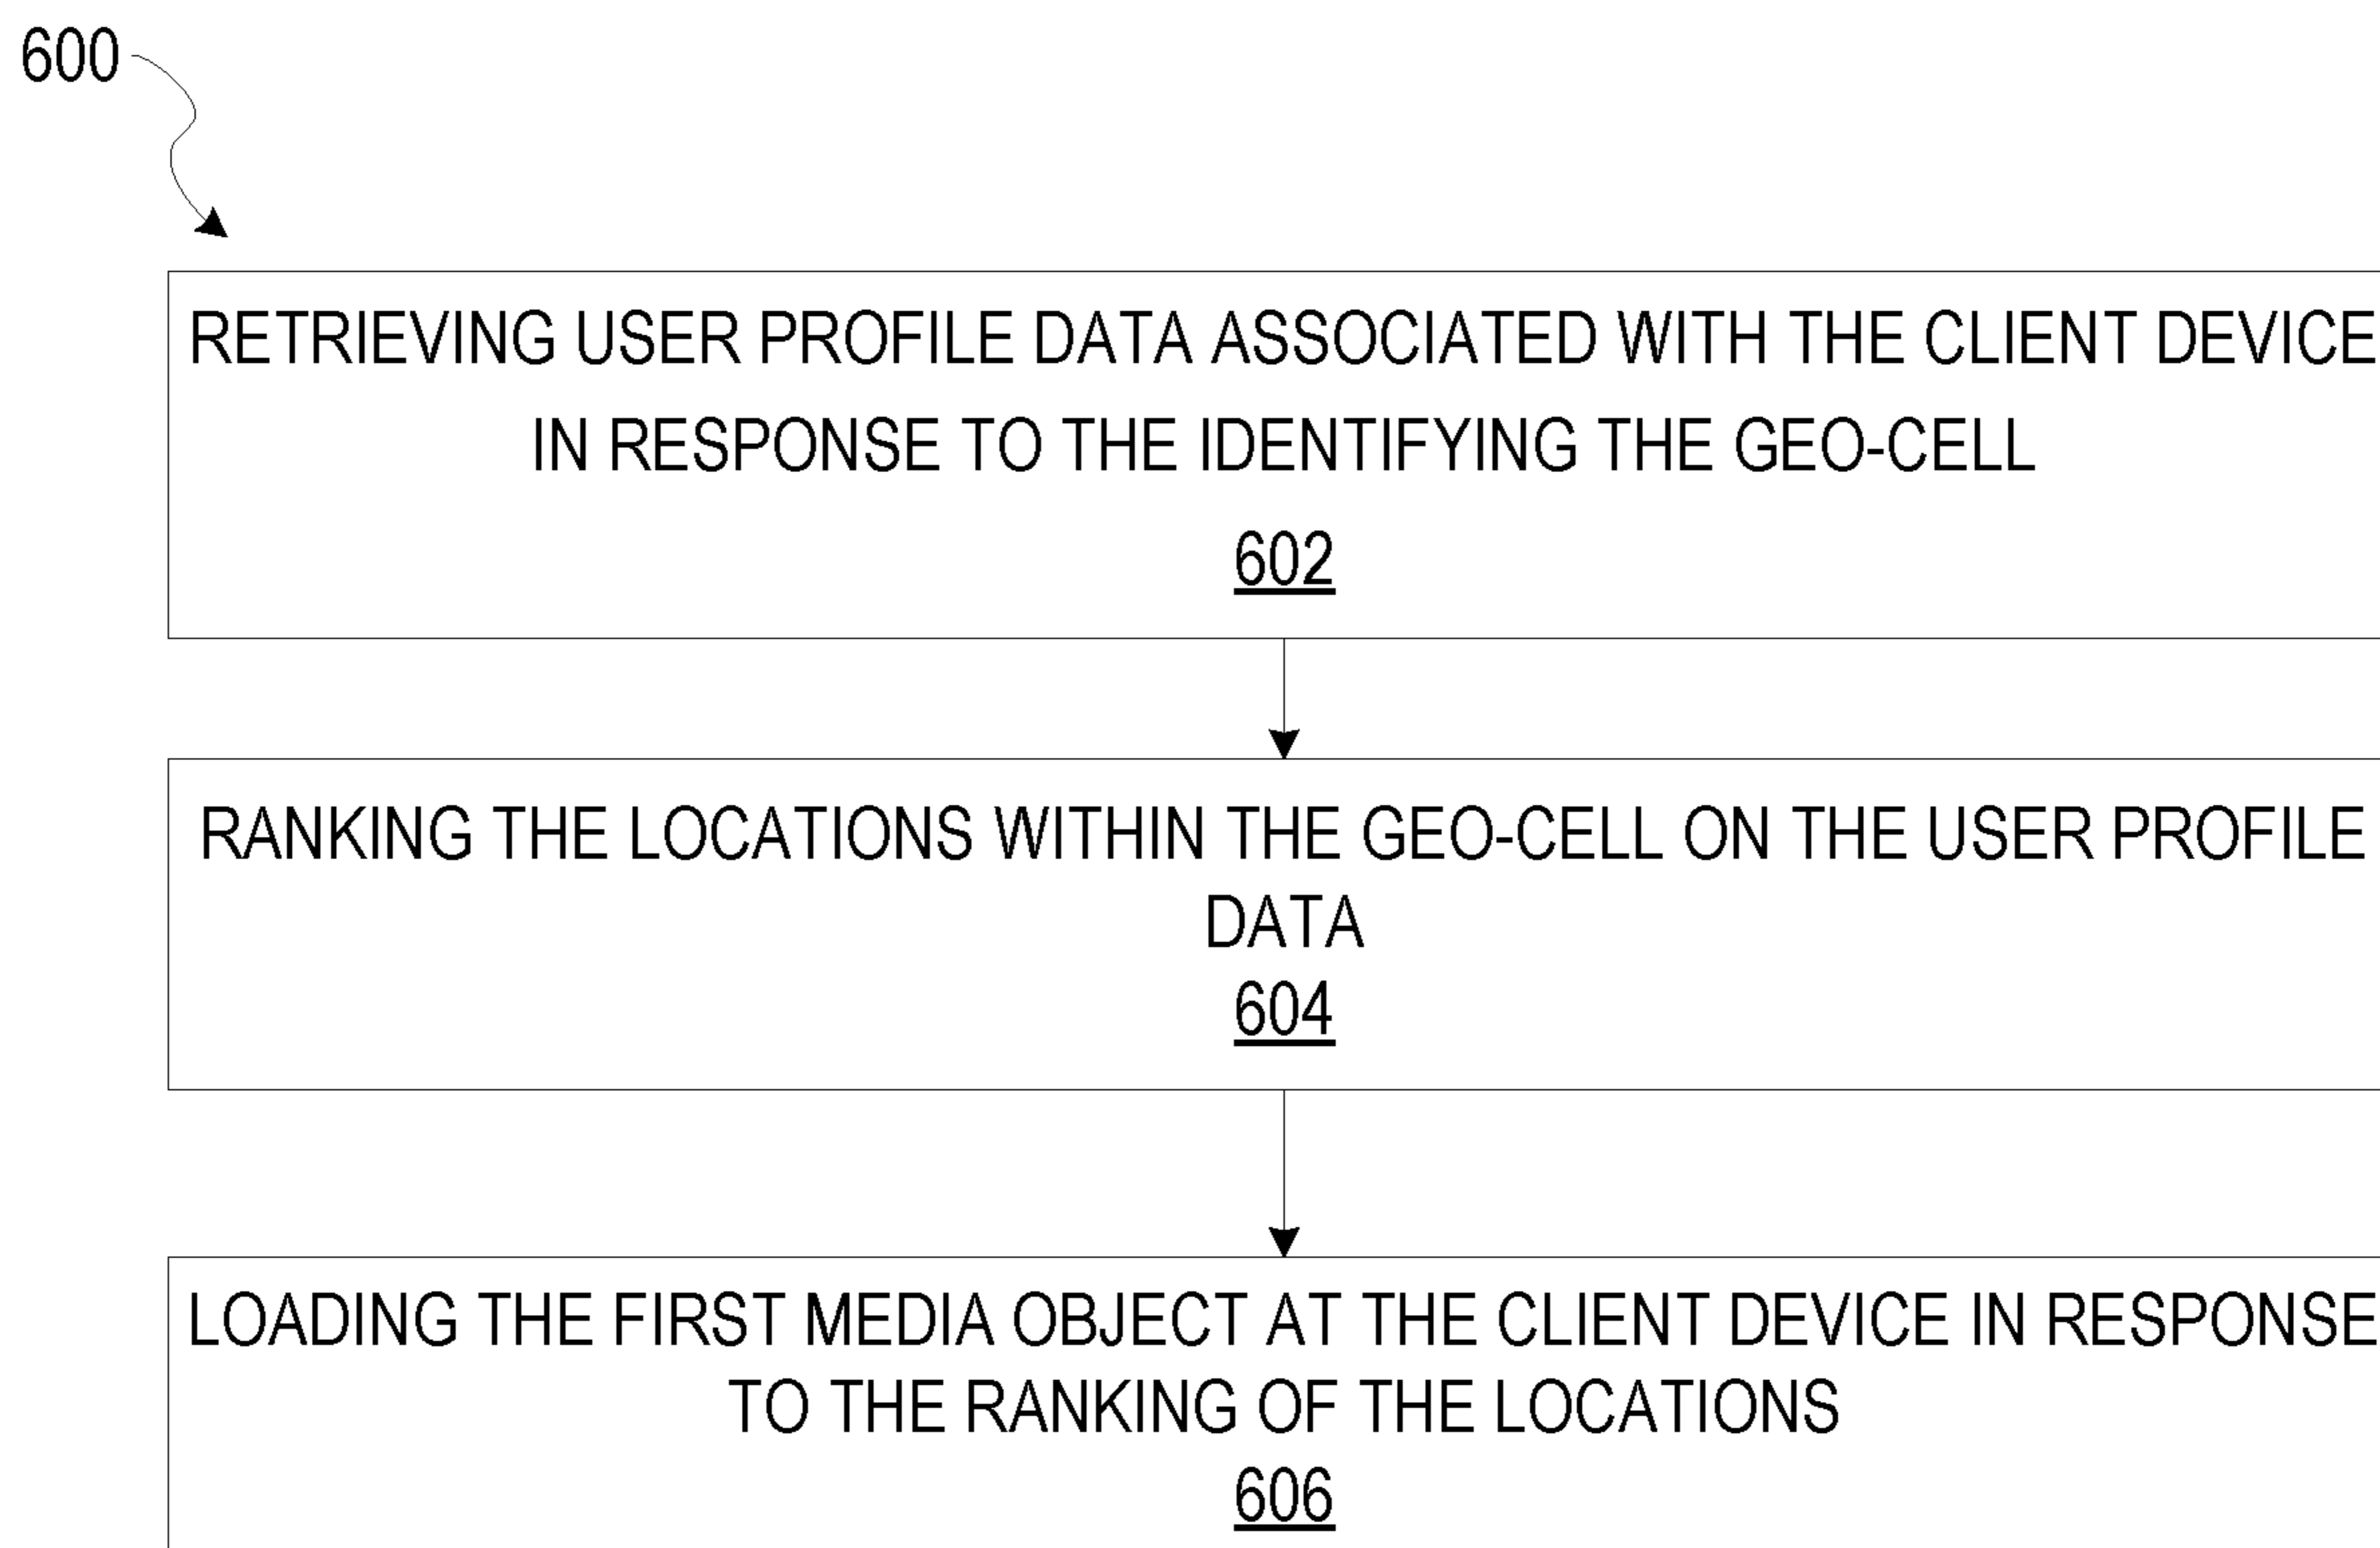 600
RETRIEVING USER PROFILE DATA ASSOCIATED WITH THE CLIENT DEVICE
IN RESPONSE TO THE IDENTIFYING THE GEO-CELL
602
RANKING THE LOCATIONS WITHIN THE GEO-CELL ON THE USER PROFILE
DATA
604
LOADING THE FIRST MEDIA OBJECT AT THE CLIENT DEVICE IN RESPONSE
TO THE RANKING OF THE LOCATIONS
606